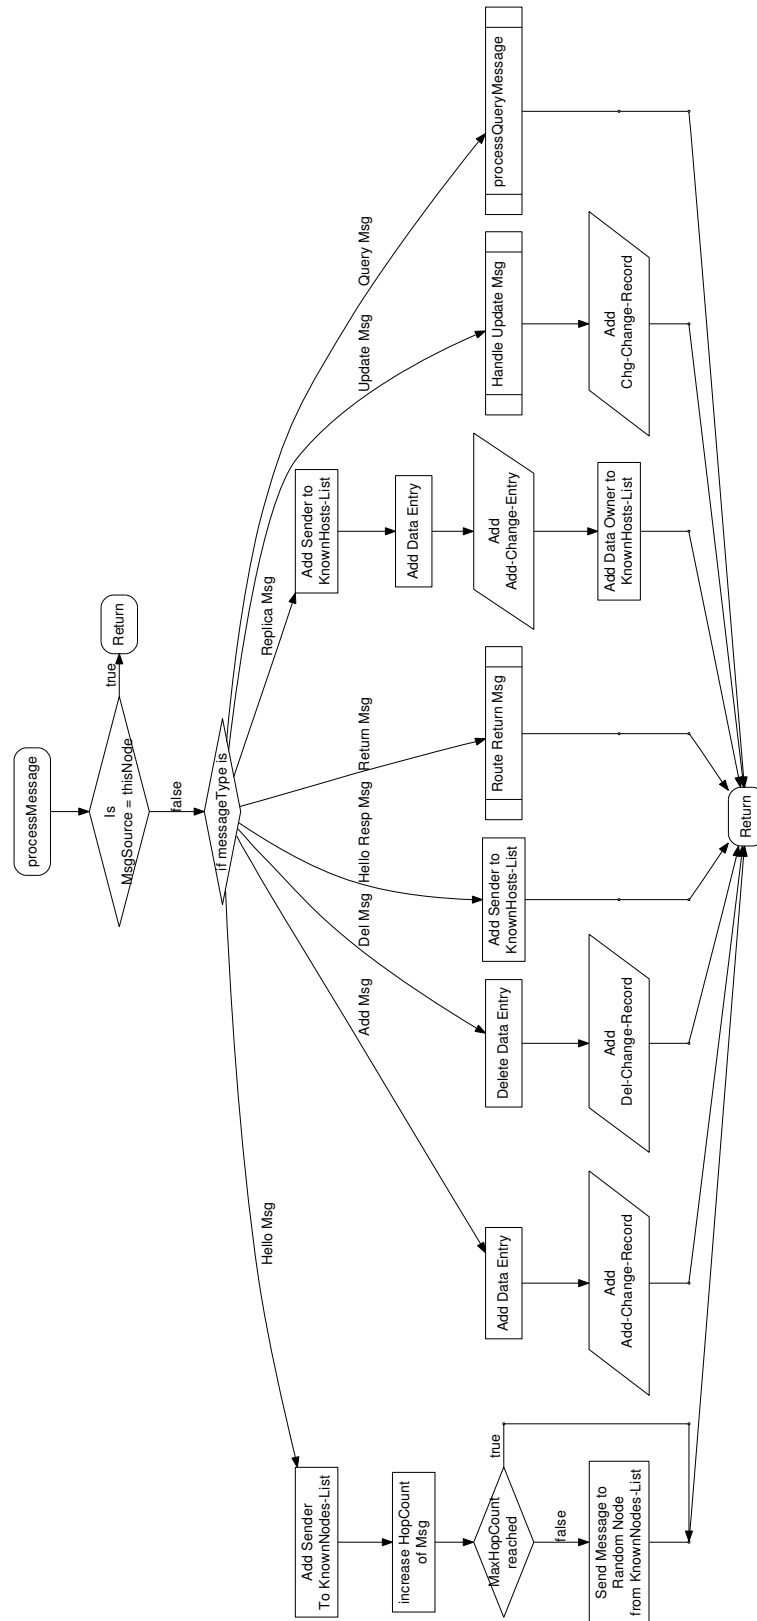 processMessage
Is
MsgSource = thisNode
true
Return
false
if messageType is
Hello Msg
Add Msg
Del Msg
Hello Resp Msg
Return Msg
Replica Msg
Update Msg
Query Msg
Add Sender
To KnownNodes-List
increase HopCount
of Msg
MaxHopCount
reached
true
false
Send Message to
Random Node
from KnownNodes-List
Add Data Entry
Add
Add-Change-Record
Delete Data Entry
Add
Del-Change-Record
Add Sender to
KnownHosts-List
Route Return Msg
Add Sender to
KnownHosts-List
Add Data Entry
Add
Add-Change-Entry
Add Data Owner to
KnownHosts-List
Handle Update Msg
Add
Chg-Change-Record
processQueryMessage
Return